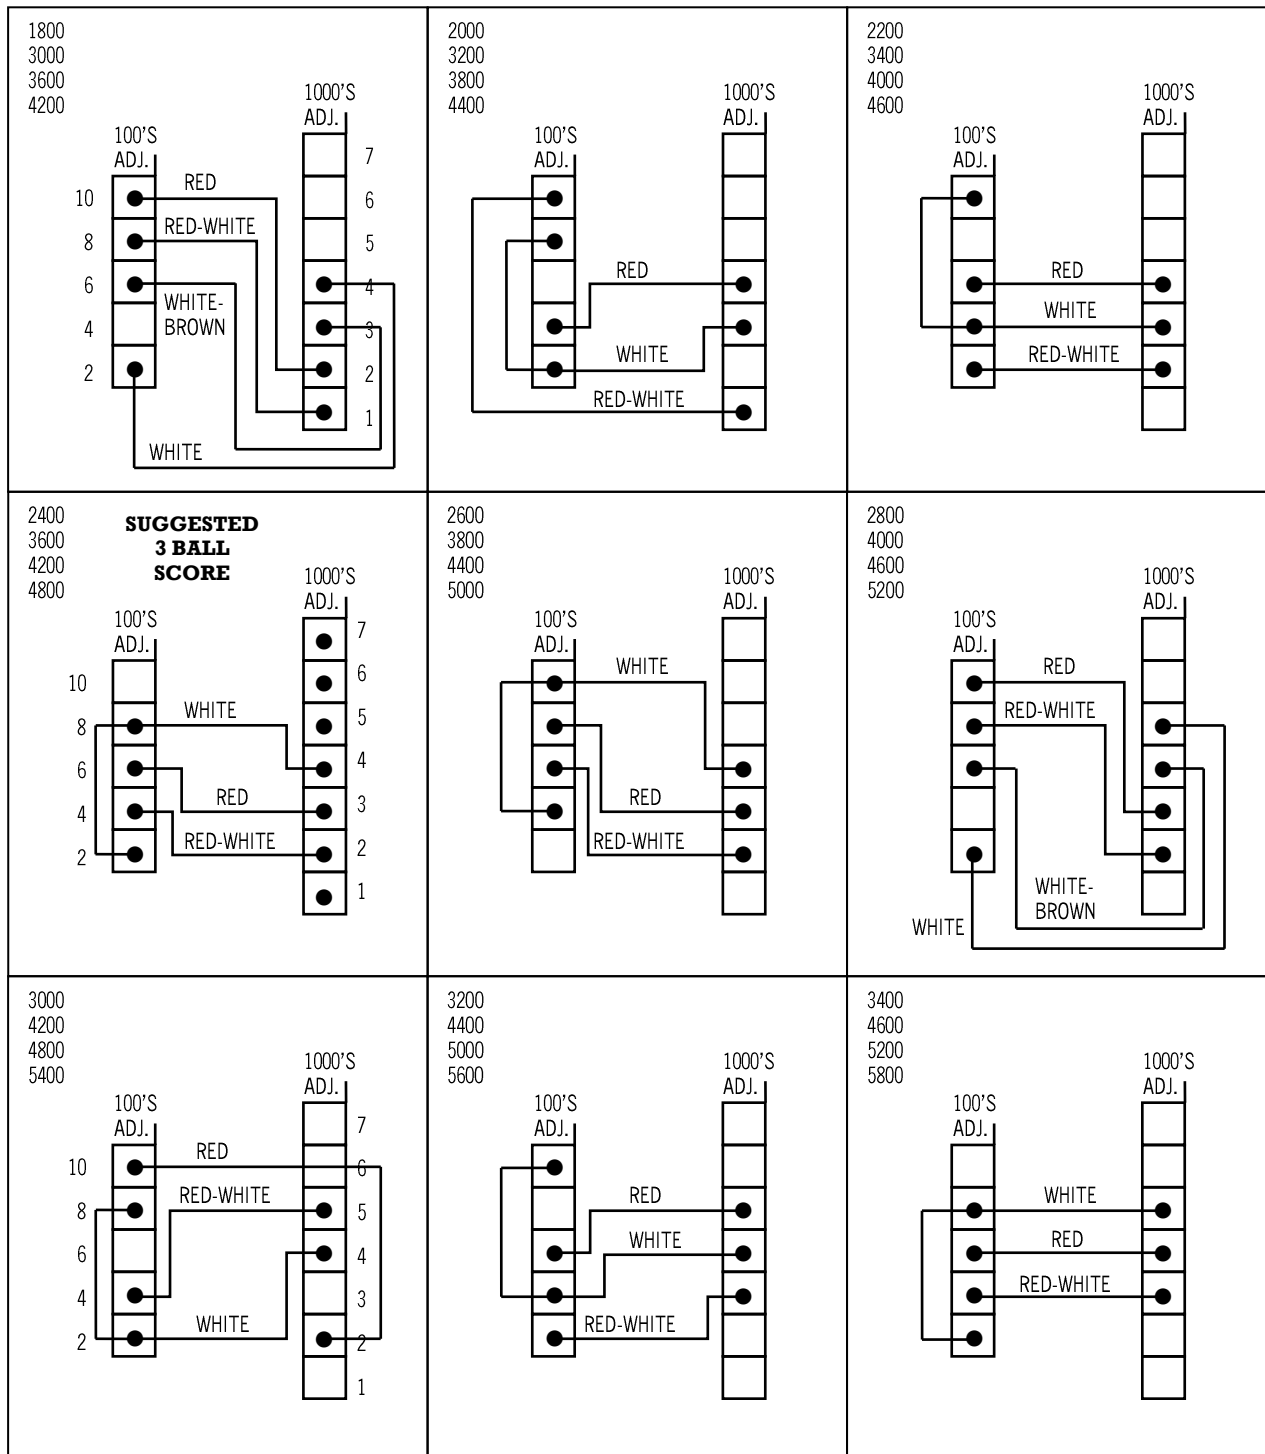 1800
3000
3600
4200
1000'S
ADJ.
100'S
ADJ.
7
10
RED
6
8
RED-WHITE
5
6
WHITE-
BROWN
4
4
3
2
2
1
WHITE
2000
3200
3800
4400
1000'S
ADJ.
100'S
ADJ.
RED
WHITE
RED-WHITE
2200
3400
4000
4600
1000'S
ADJ.
100'S
ADJ.
RED
WHITE
RED-WHITE
2400
3600
4200
4800
SUGGESTED
3 BALL
SCORE
1000'S
ADJ.
100'S
ADJ.
7
10
6
8
WHITE
5
6
4
4
RED
3
2
RED-WHITE
2
1
2600
3800
4400
5000
1000'S
ADJ.
100'S
ADJ.
WHITE
RED
RED-WHITE
2800
4000
4600
5200
1000'S
ADJ.
100'S
ADJ.
RED
RED-WHITE
WHITE-
BROWN
WHITE
3000
4200
4800
5400
1000'S
ADJ.
100'S
ADJ.
7
10
RED
6
8
RED-WHITE
5
6
4
4
3
2
WHITE
2
1
3200
4400
5000
5600
1000'S
ADJ.
100'S
ADJ.
RED
WHITE
RED-WHITE
3400
4600
5200
5800
1000'S
ADJ.
100'S
ADJ.
WHITE
RED
RED-WHITE